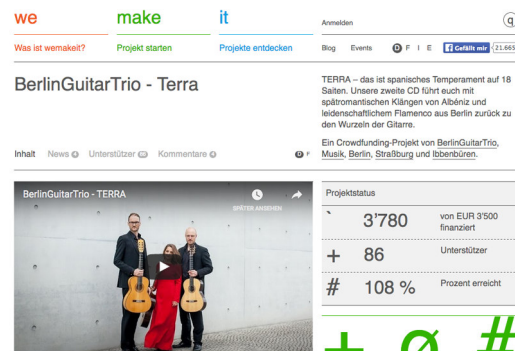 we make it
Anmelden
q
Was ist wemakeit? Projekt starten Projekte entdecken
Blog Events D F I E Gefällt mir 21.665
BerlinGuitarTrio - Terra
TERRA – das ist spanisches Temperament auf 18
Saiten. Unsere zweite CD führt euch mit
spätromantischen Klängen von Albéniz und
leidenschaftlichem Flamenco aus Berlin zurück zu
den Wurzeln der Gitarre.
Ein Crowdfunding-Projekt von BerlinGuitarTrio,
Musik, Berlin, Straßburg und Ibbenbüren.
Inhalt News Unterstützer Kommentare D F
BerlinGuitarTrio - TERRA
SPÄTER ANSEHEN
Projektstatus
` 3'780 von EUR 3'500
finanziert
+ 86 Unterstützer
# 108 % Prozent erreicht
+ Ø #